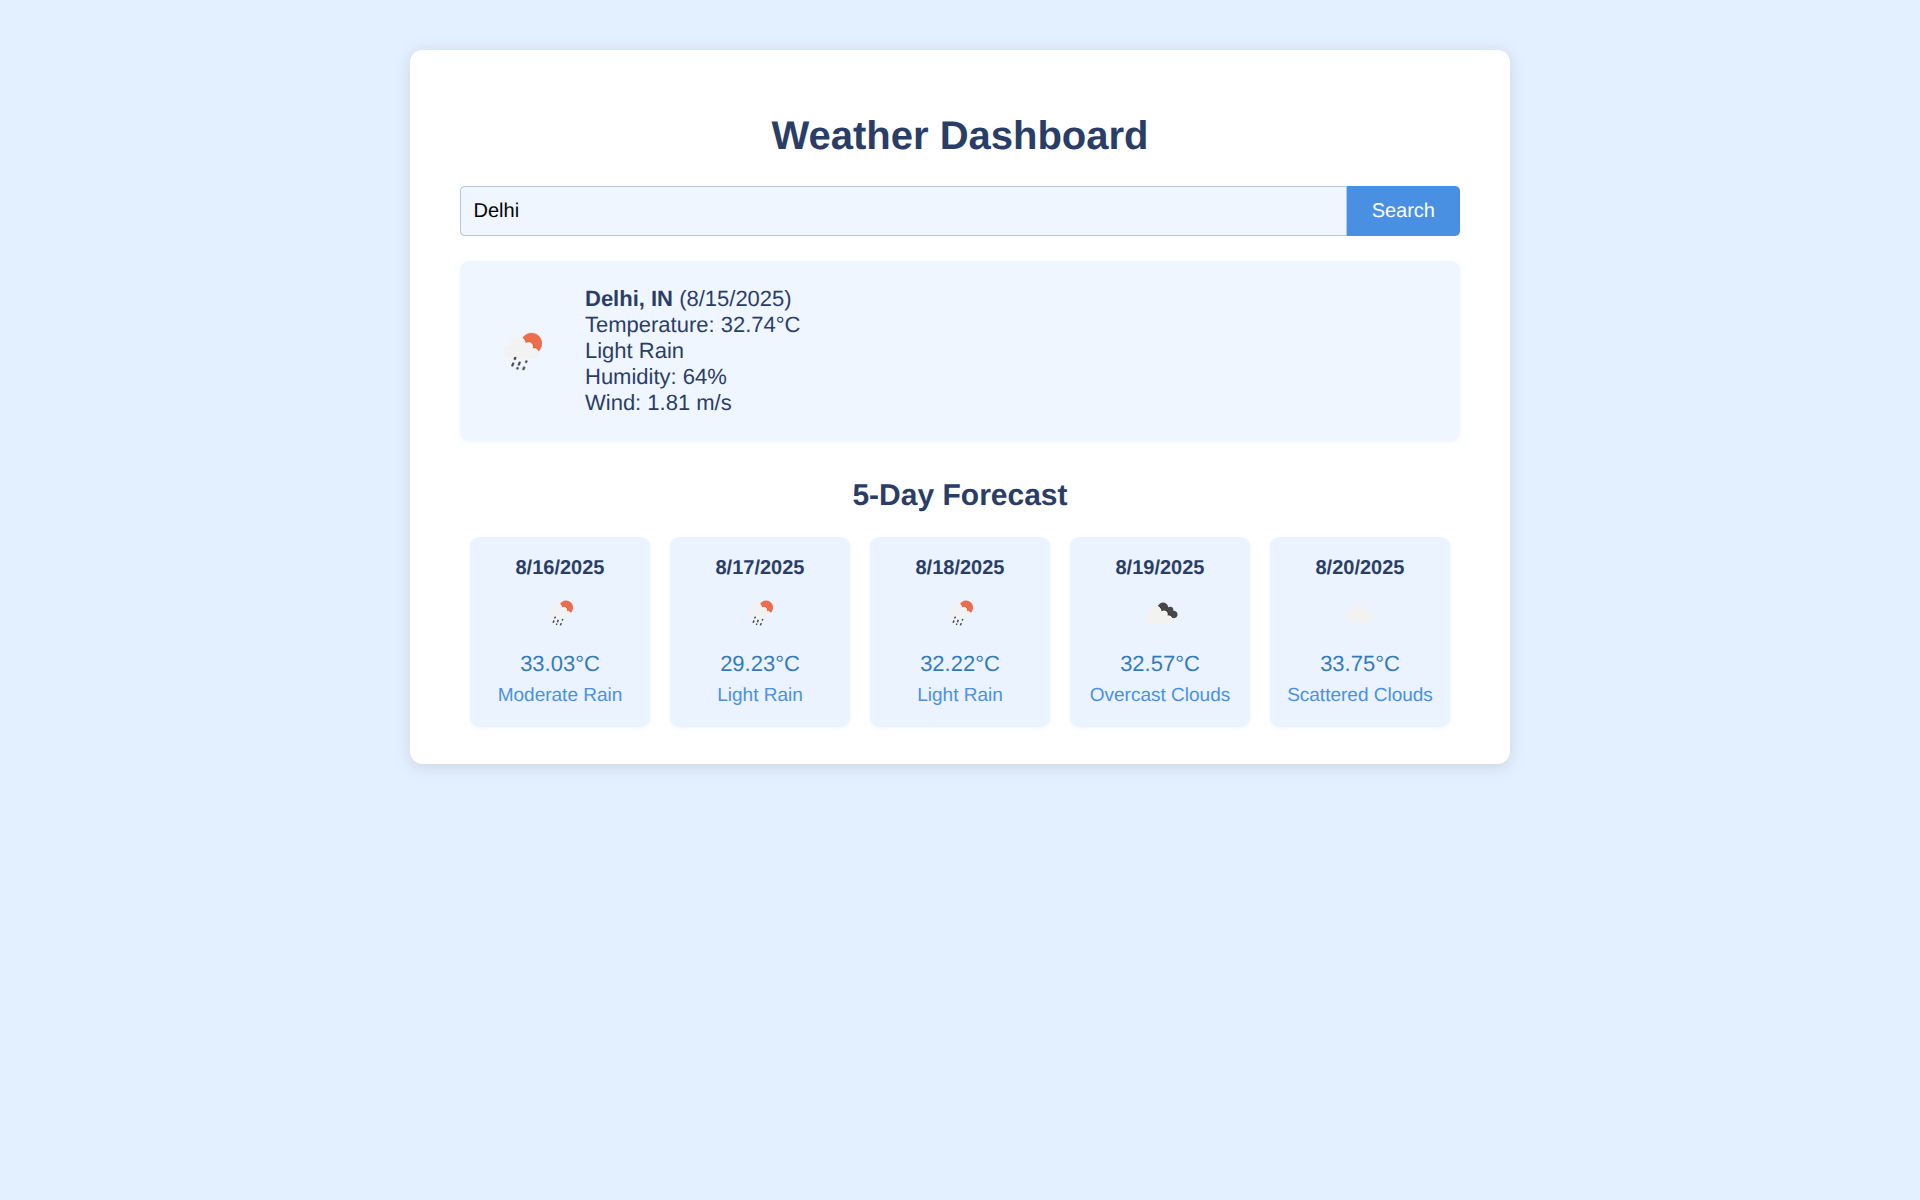 Weather Dashboard
Delhi
Search
Delhi, IN (8/15/2025)
Temperature: 32.74°C
Light Rain
Humidity: 64%
Wind: 1.81 m/s
5-Day Forecast
8/16/2025
33.03°C
Moderate Rain
8/17/2025
29.23°C
Light Rain
8/18/2025
32.22°C
Light Rain
8/19/2025
32.57°C
Overcast Clouds
8/20/2025
33.75°C
Scattered Clouds